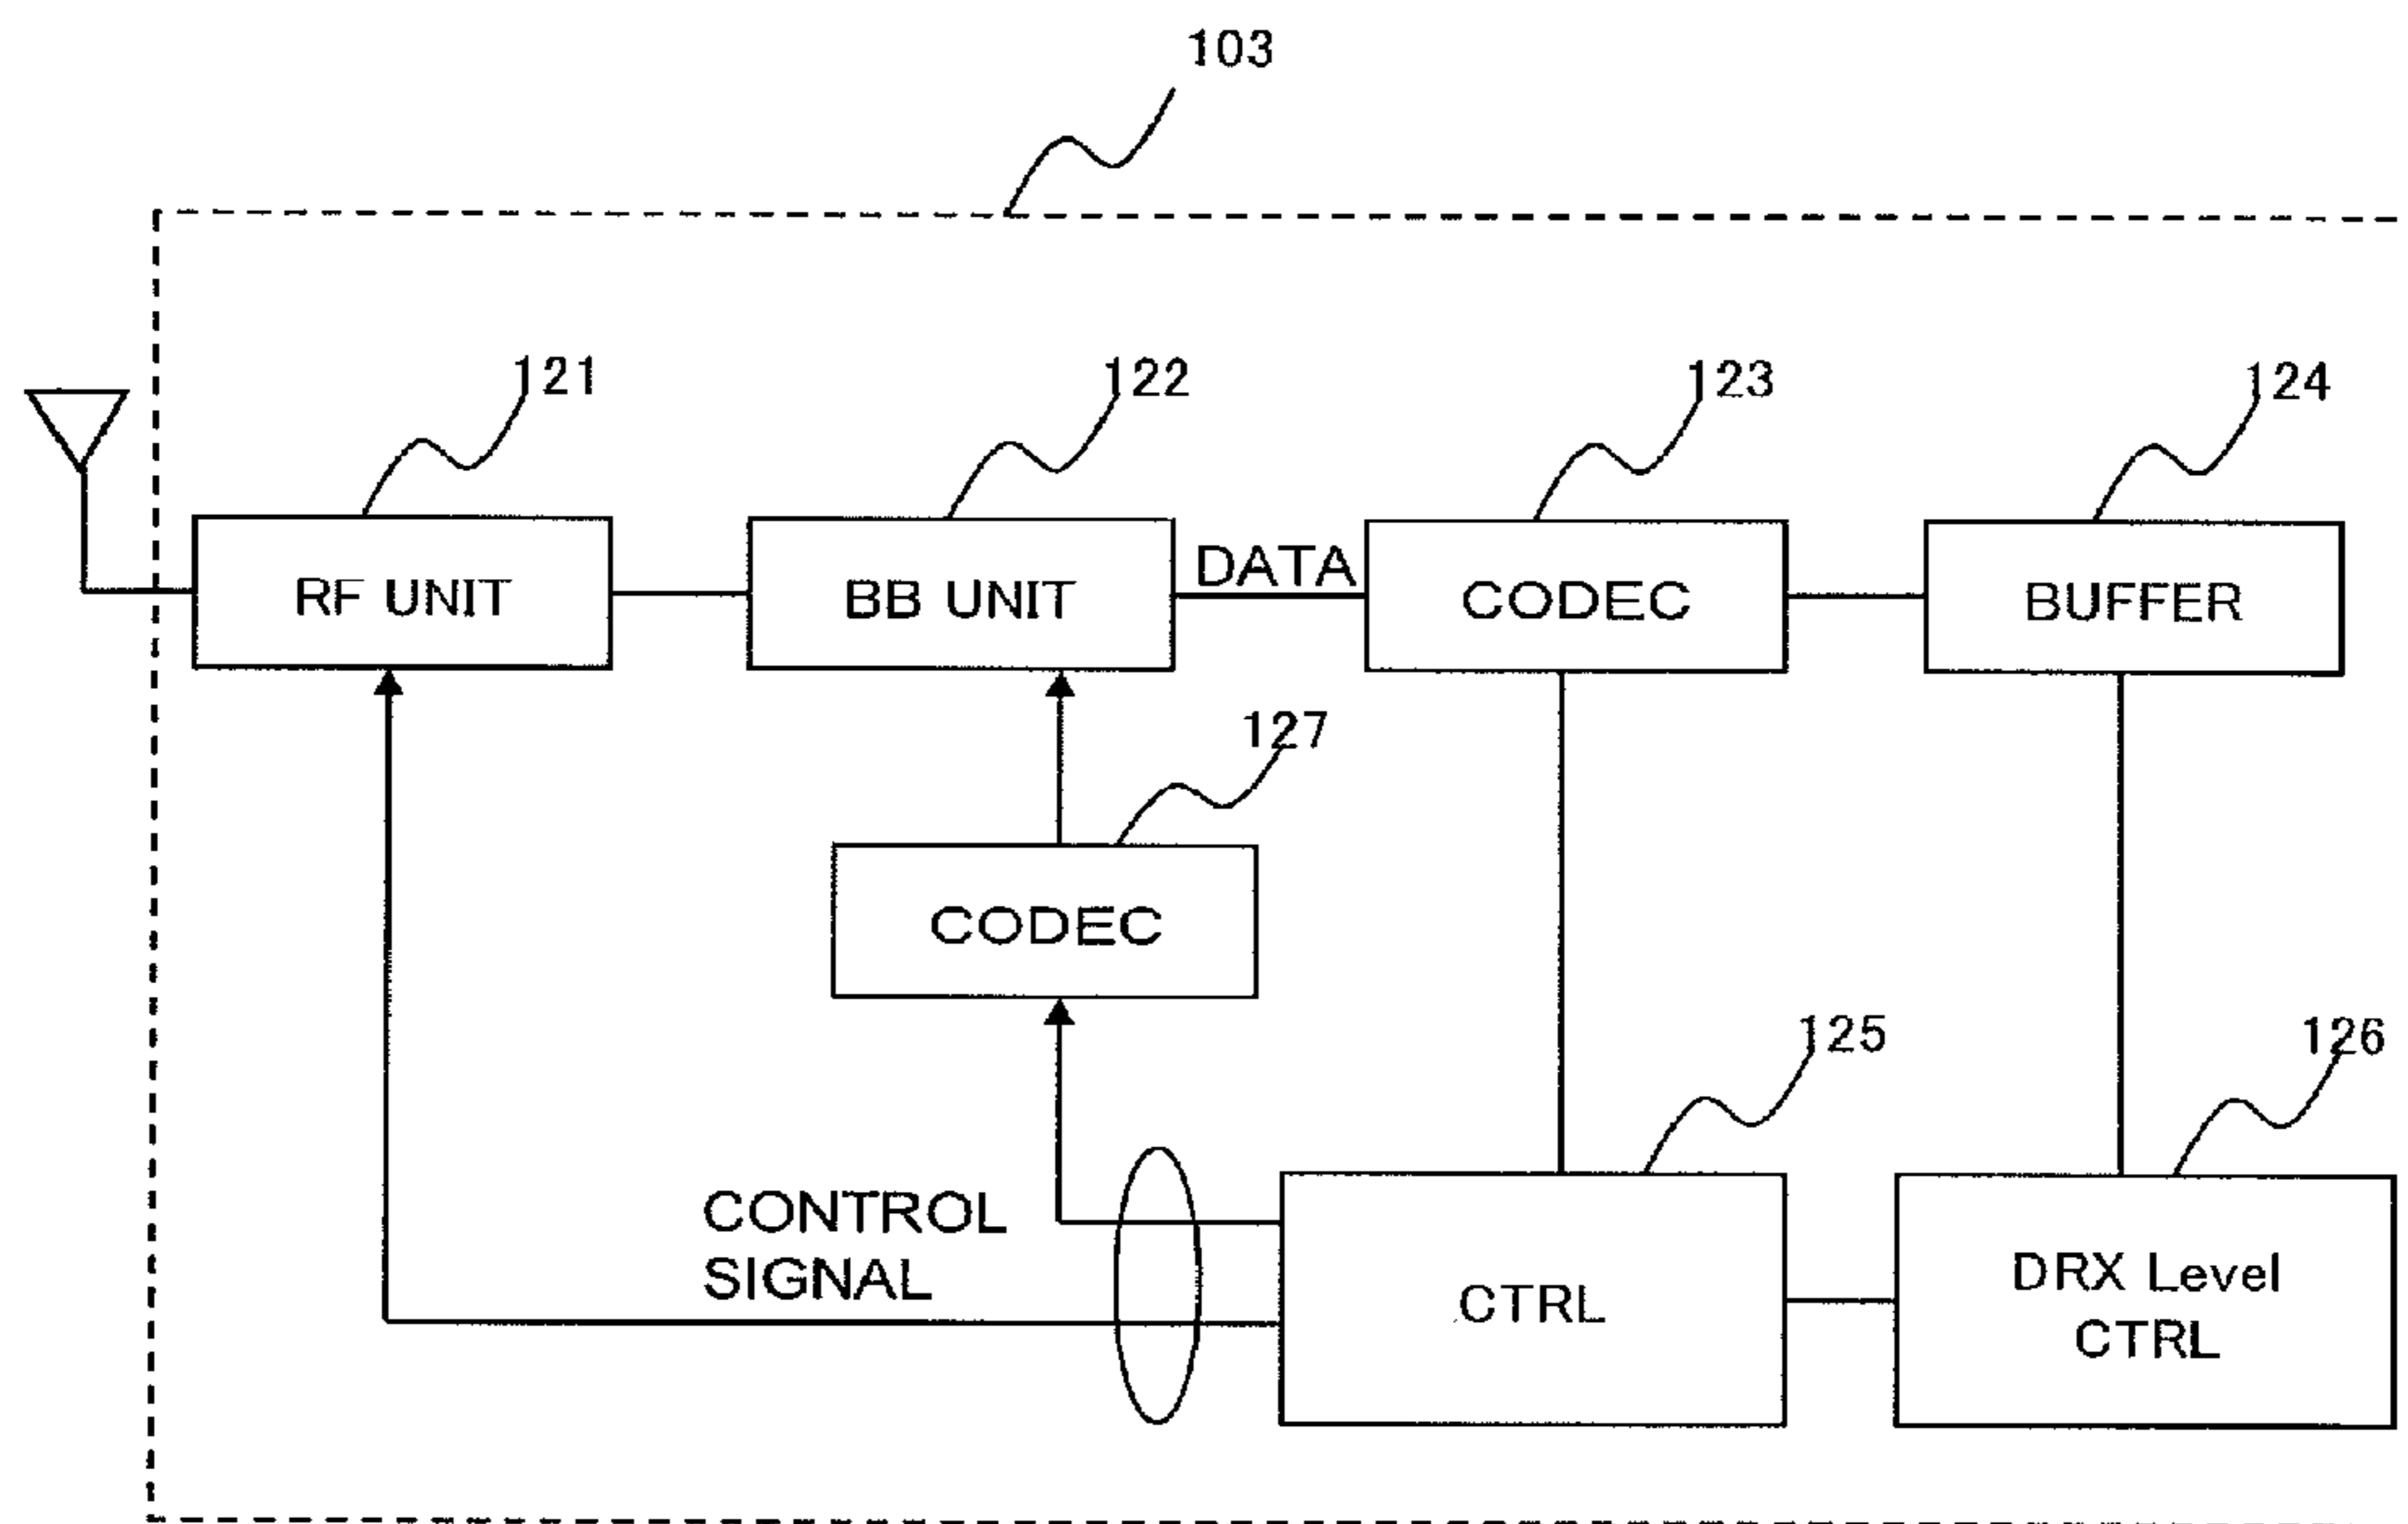 103
121
122
123
124
RF UNIT
BB UNIT
DATA
CODEC
BUFFER
127
CODEC
125
126
CONTROL
SIGNAL
CTRL
DRX Level
CTRL